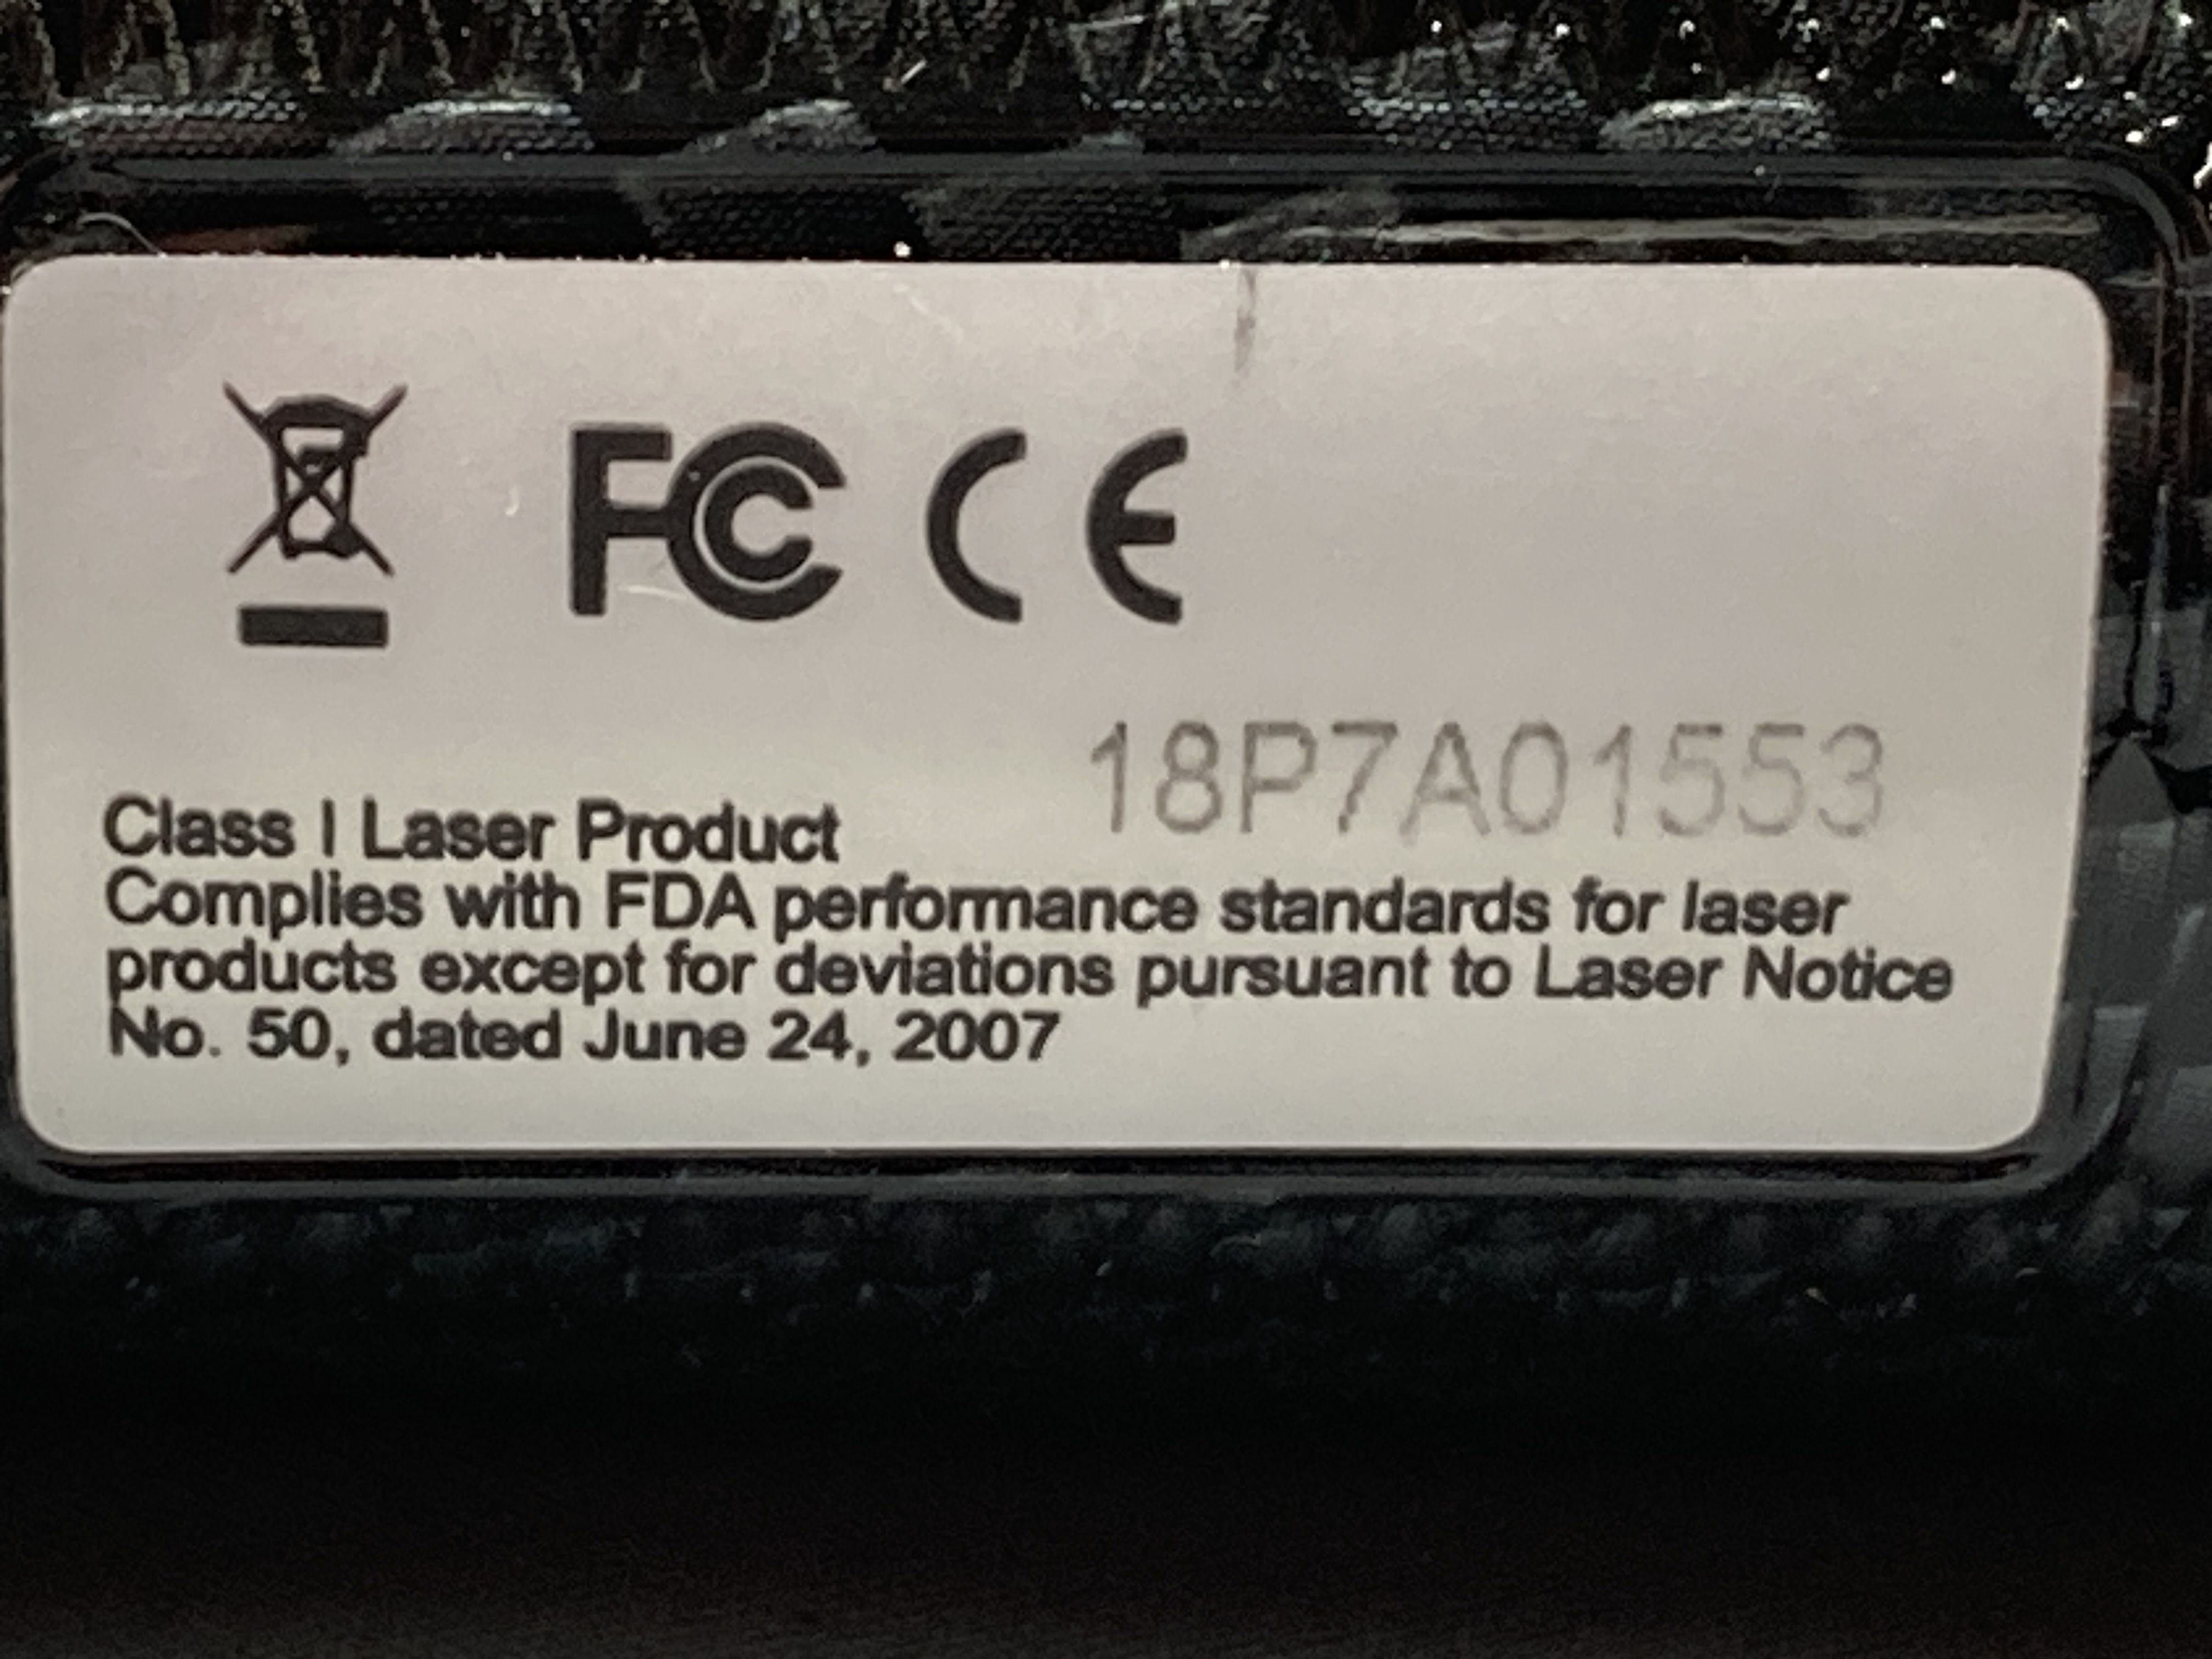 FC CE
18P7A01553
Class I Laser Product
Complies with FDA performance standards for laser
products except for deviations pursuant to Laser Notice
No. 50, dated June 24, 2007